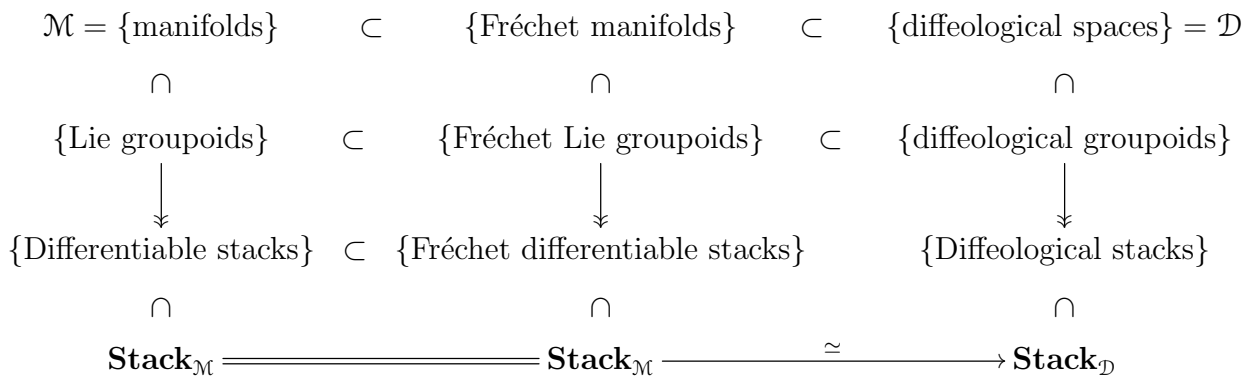 ℳ = {manifolds} ⊂ {Fréchet manifolds} ⊂ {diffeological spaces} = 𝒟
∩ ∩ ∩
{Lie groupoids} ⊂ {Fréchet Lie groupoids} ⊂ {diffeological groupoids}
{Differentiable stacks} ⊂ {Fréchet differentiable stacks} {Diffeological stacks}
∩ ∩ ∩
≃
Stack_ℳ Stack_ℳ Stack_𝒟